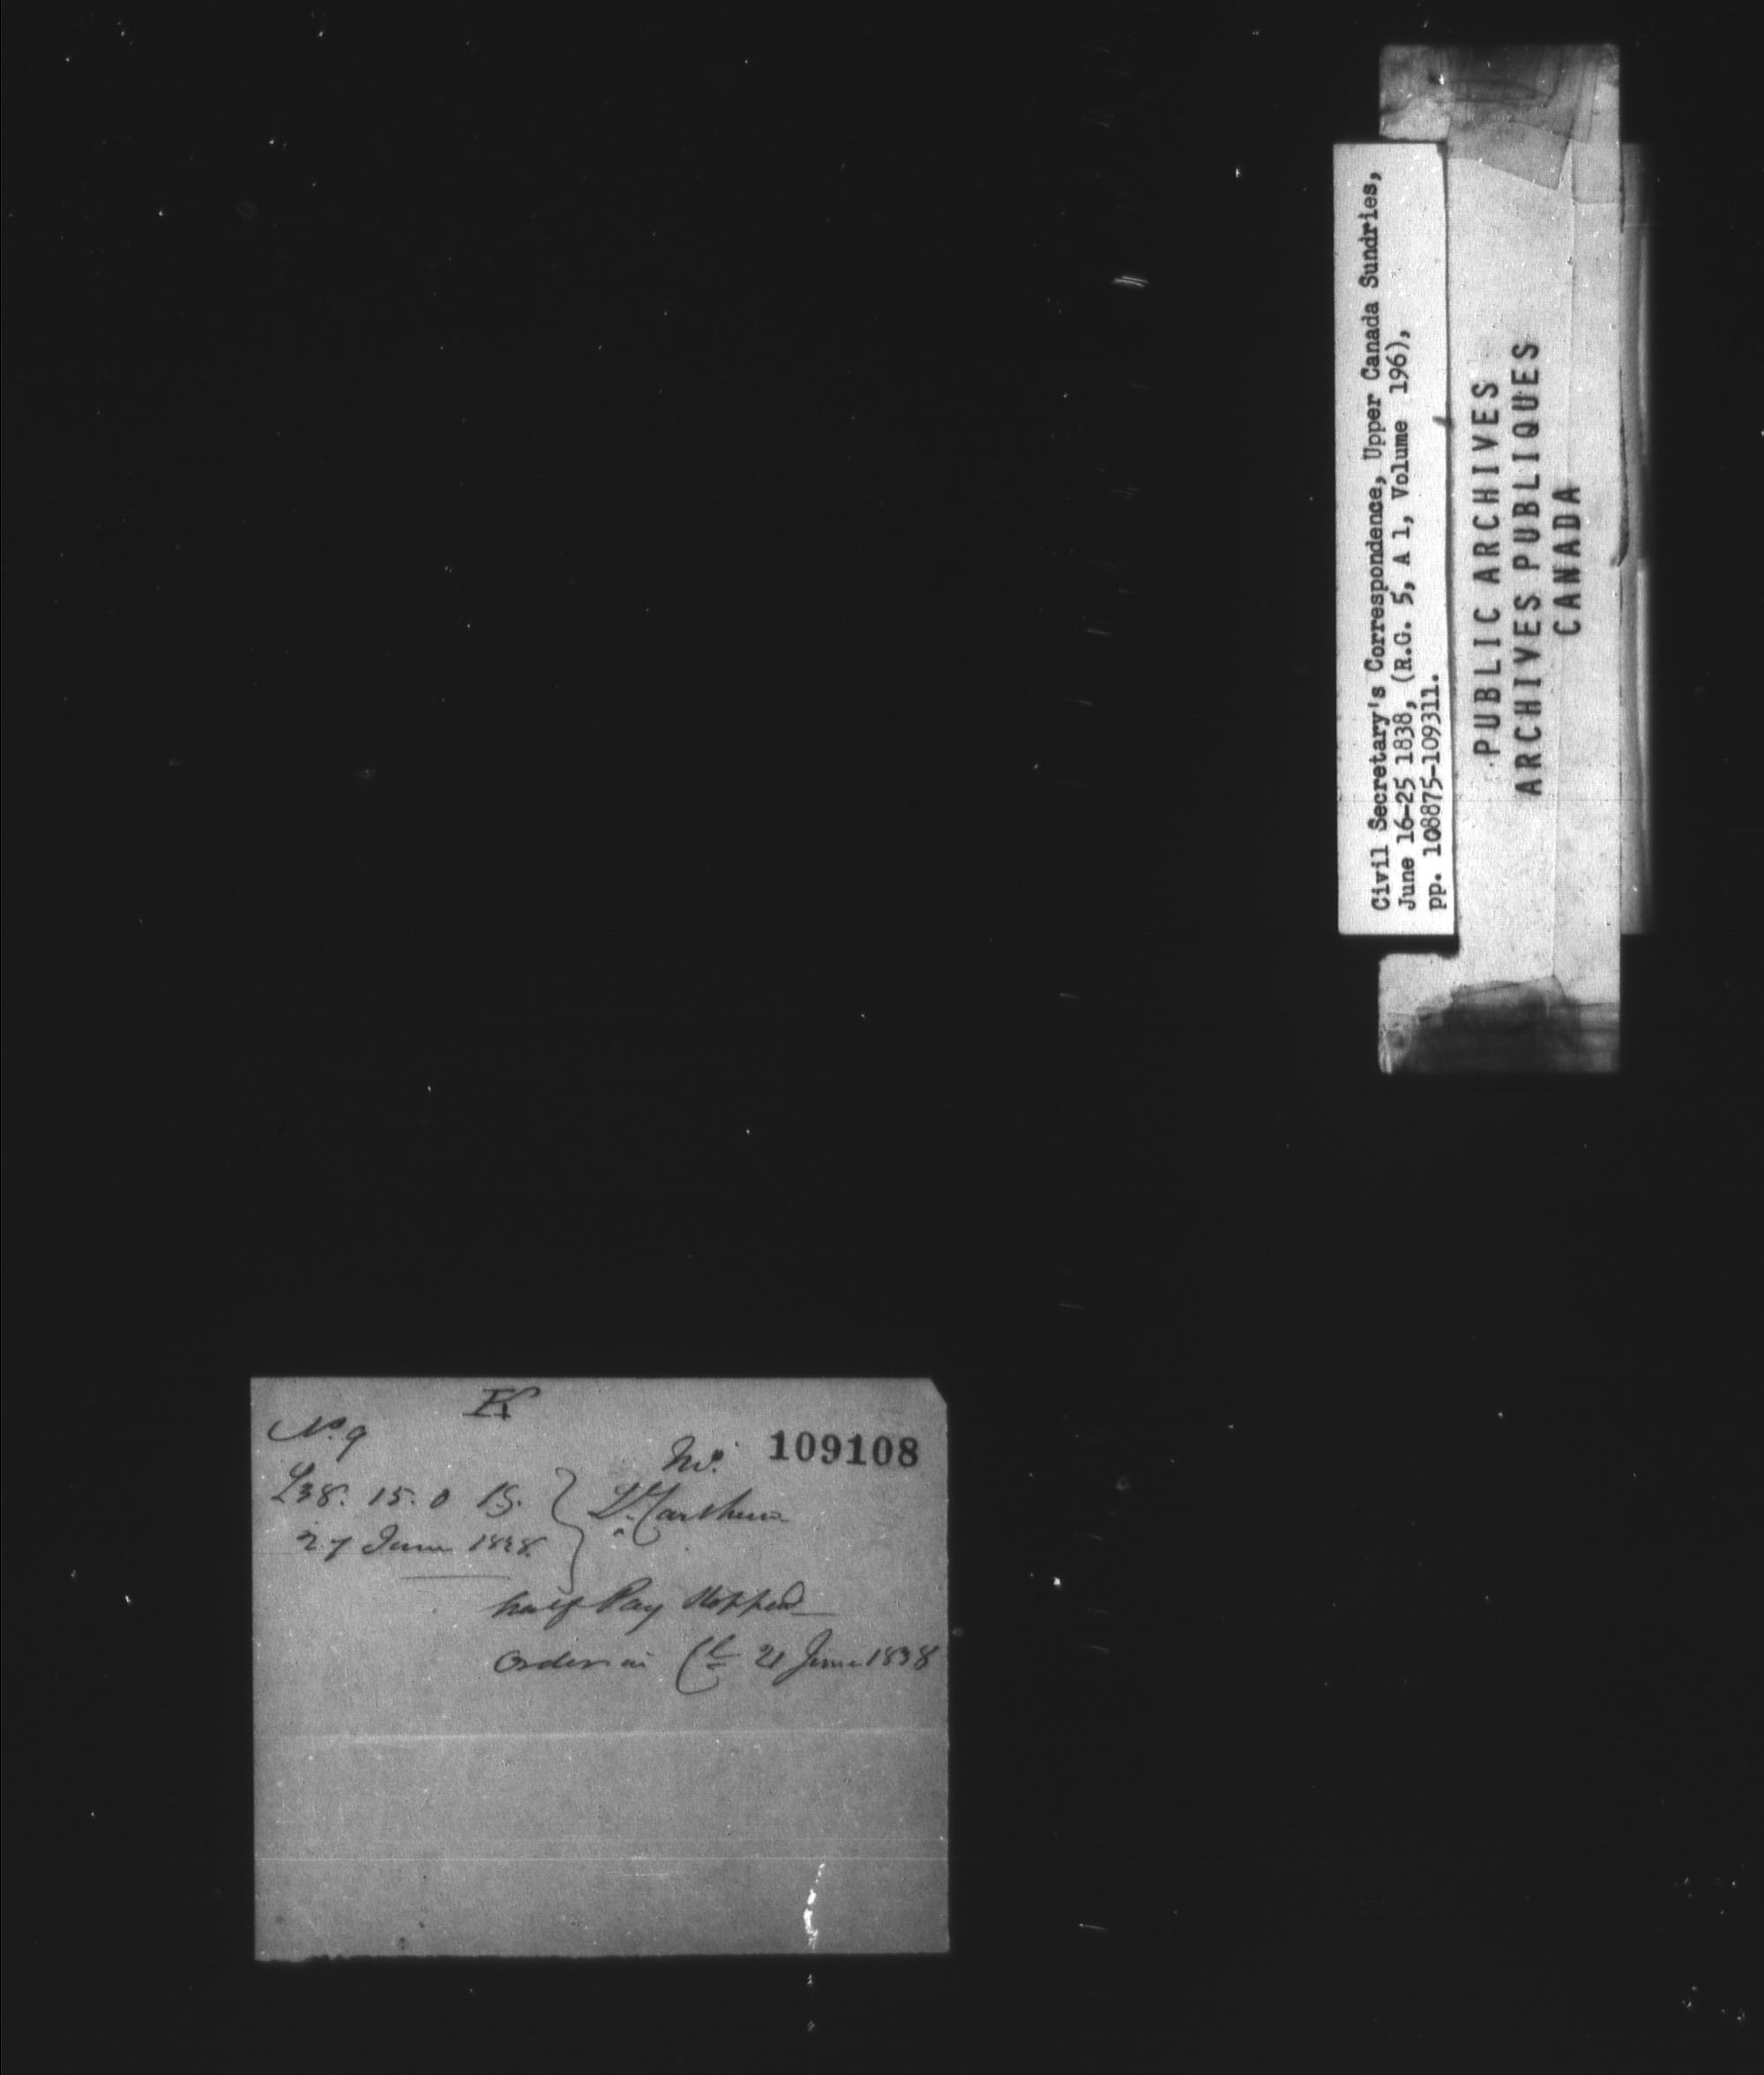 Civil Secretary's Correspondence, Upper Canada Sundries,
June 16-25 1838, (R.G. 5, A 1, Volume 196),
pp. 108875-109311.
PUBLIC ARCHIVES
ARCHIVES PUBLIQUES
CANADA
K
No. 9
109108
£38. 15. 0
27 June 1838
half Pay stopped
Order in Cl 21 June 1838